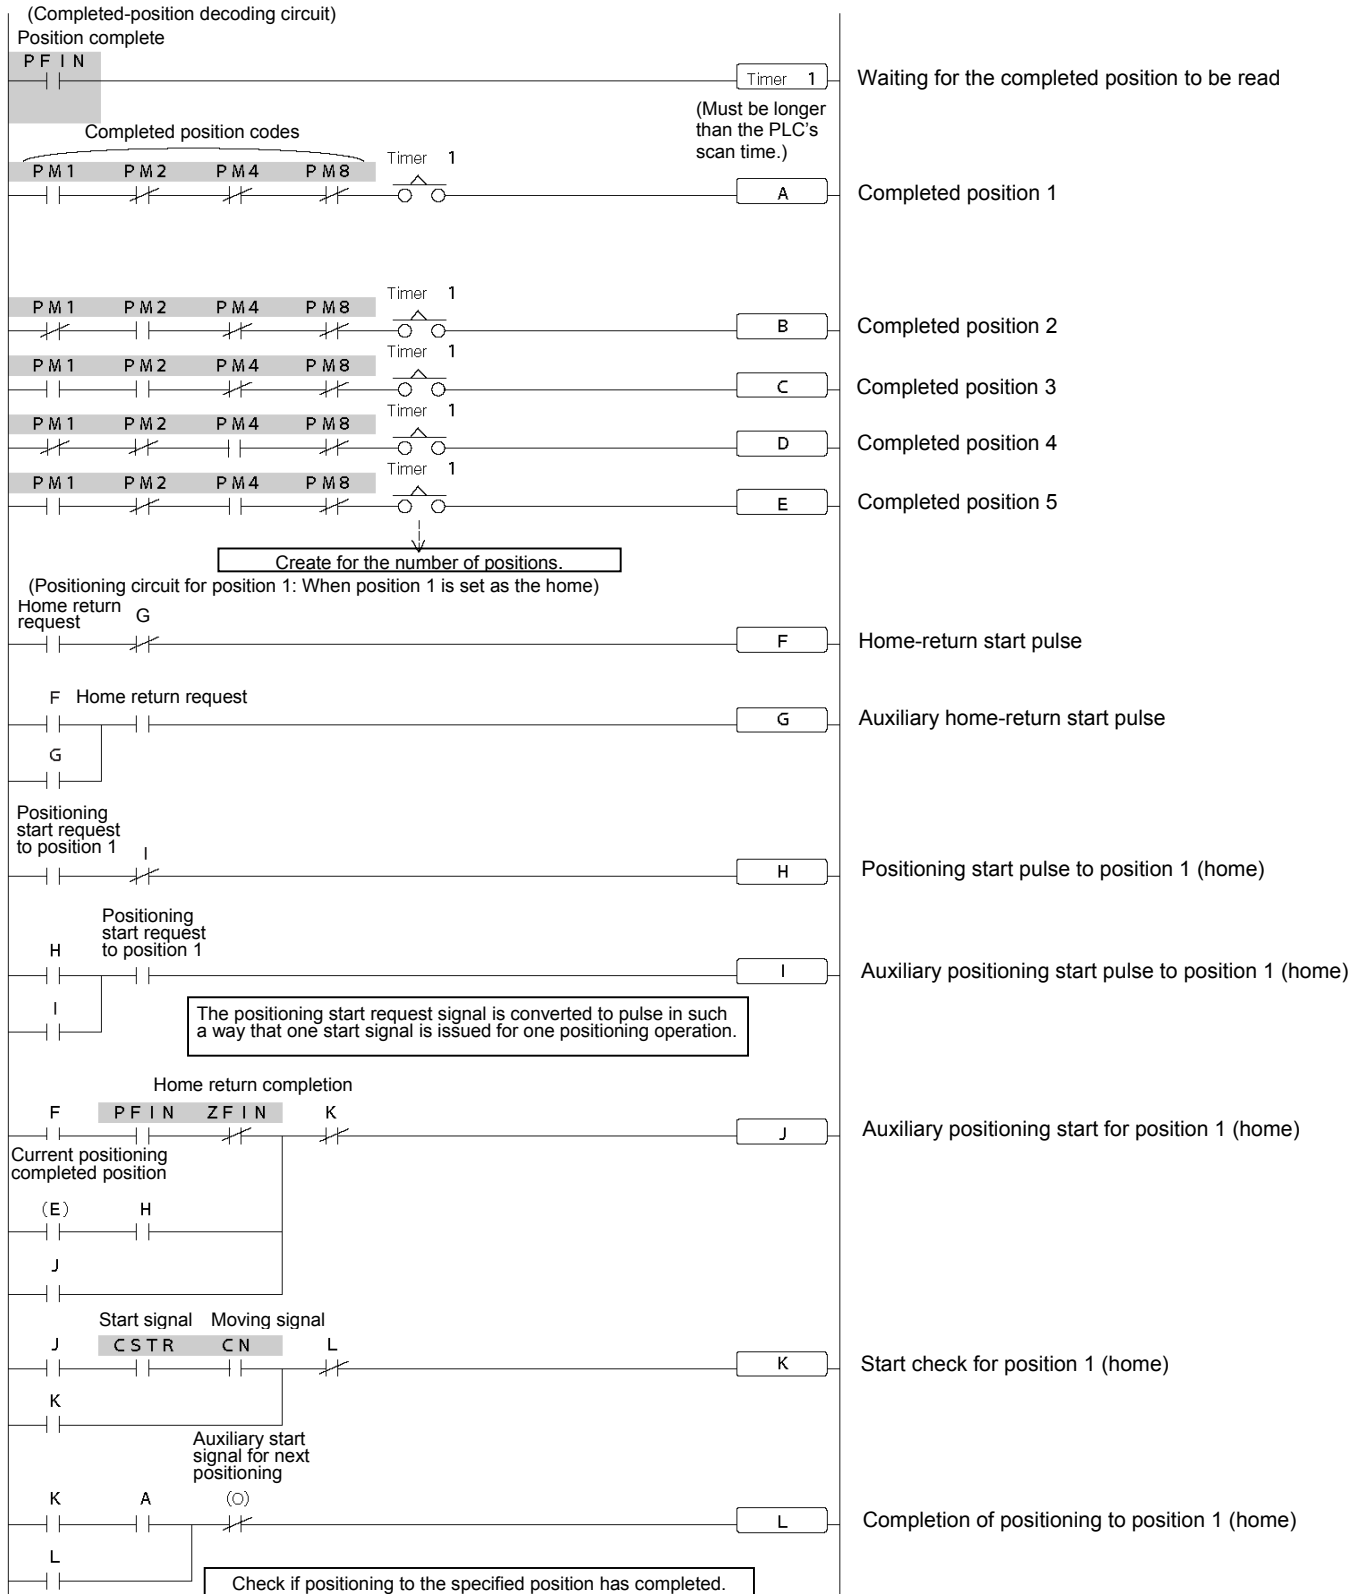 (Completed-position decoding circuit)
Position complete
PFIN
Timer 1
Waiting for the completed position to be read
(Must be longer
than the PLC's
scan time.)
Completed position codes
PM1 PM2 PM4 PM8 Timer 1
A
Completed position 1
PM1 PM2 PM4 PM8 Timer 1
B
Completed position 2
PM1 PM2 PM4 PM8 Timer 1
C
Completed position 3
PM1 PM2 PM4 PM8 Timer 1
D
Completed position 4
PM1 PM2 PM4 PM8 Timer 1
E
Completed position 5
Create for the number of positions.
(Positioning circuit for position 1: When position 1 is set as the home)
Home return
request
G
F
Home-return start pulse
F Home return request
G
Auxiliary home-return start pulse
G
Positioning
start request
to position 1
I
H
Positioning start pulse to position 1 (home)
Positioning
start request
to position 1
H
I
Auxiliary positioning start pulse to position 1 (home)
I
The positioning start request signal is converted to pulse in such
a way that one start signal is issued for one positioning operation.
Home return completion
F PFIN ZFIN K
J
Auxiliary positioning start for position 1 (home)
Current positioning
completed position
(E) H
J
Start signal Moving signal
J CSTR CN L
K
Start check for position 1 (home)
K
Auxiliary start
signal for next
positioning
K A (O)
L
Completion of positioning to position 1 (home)
L
Check if positioning to the specified position has completed.